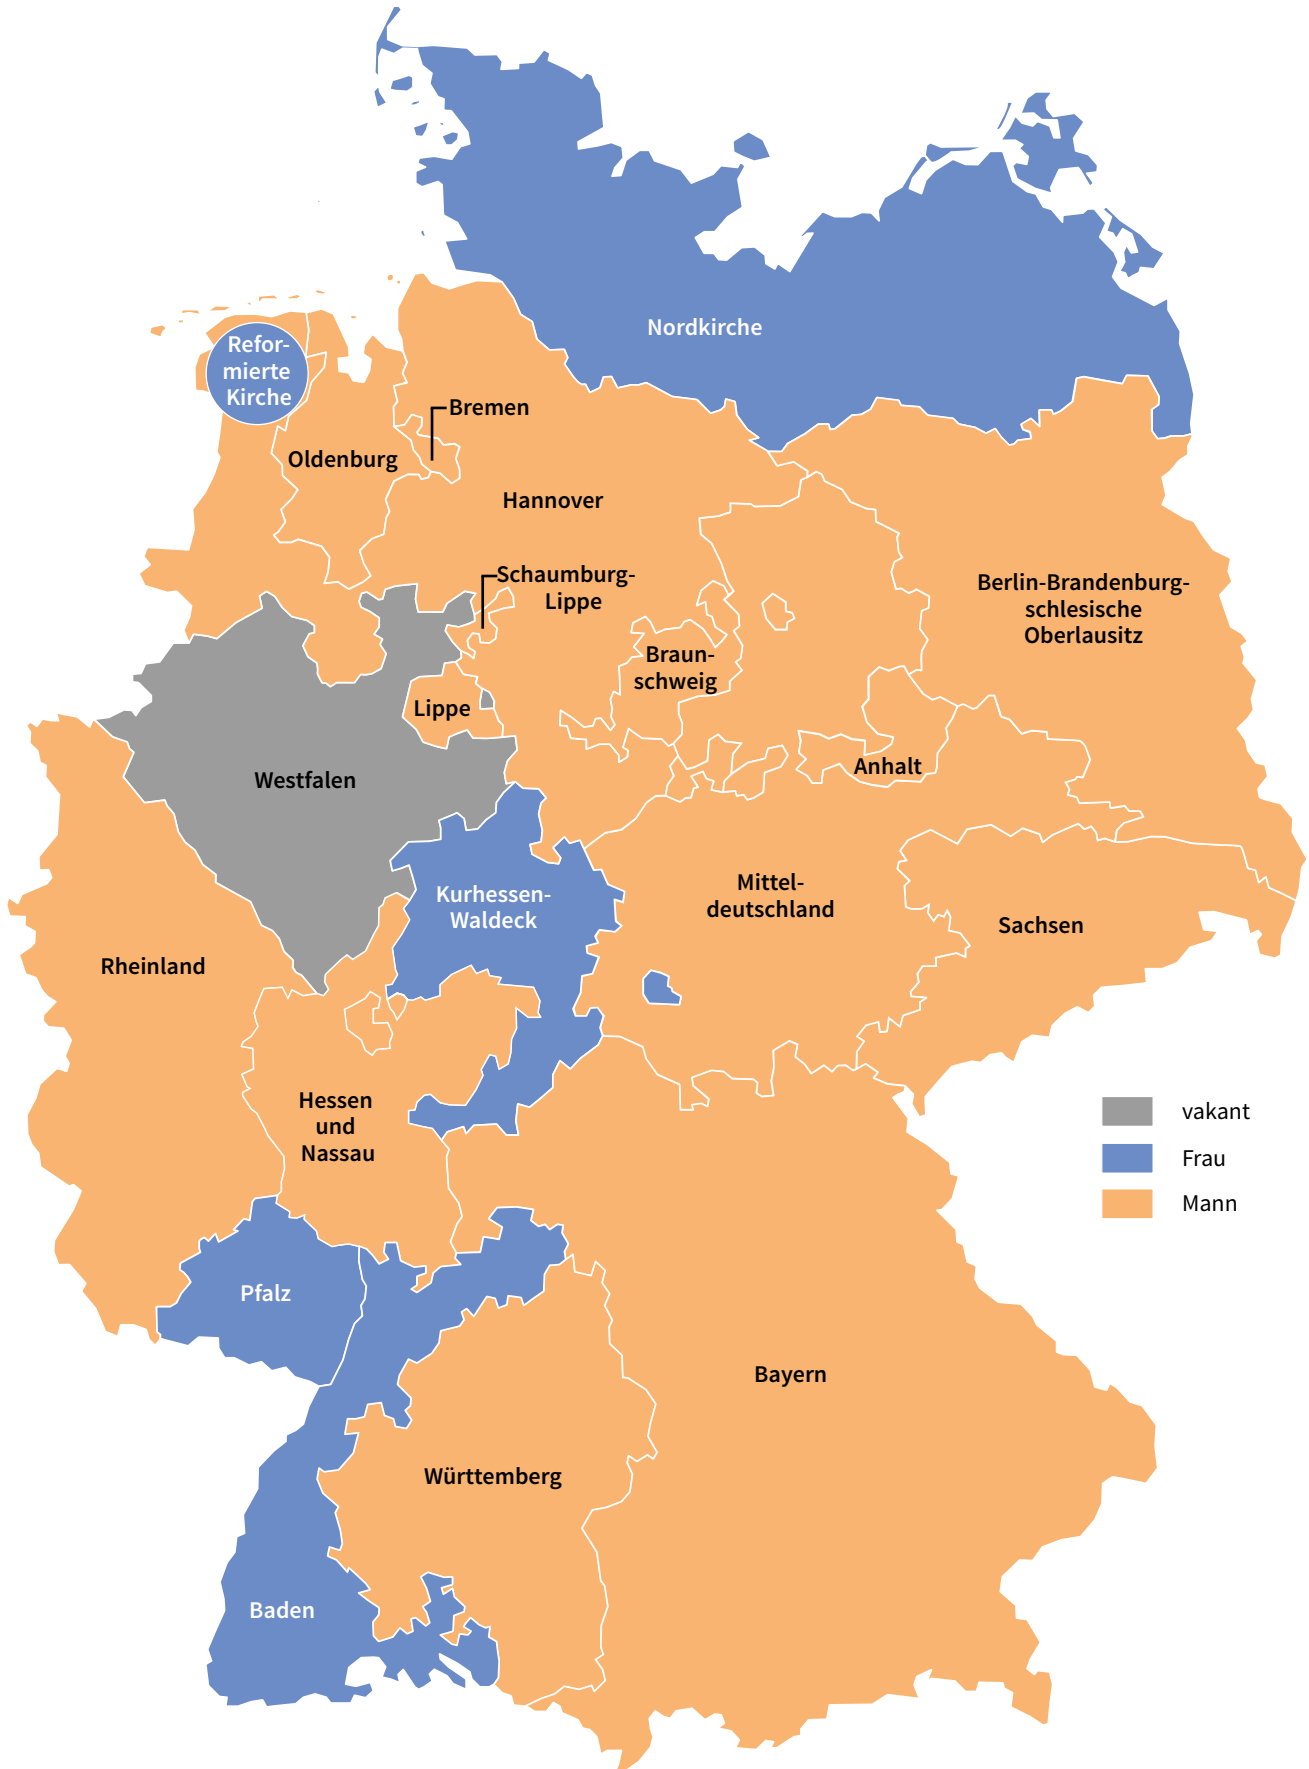 Nordkirche
Refor-
mierte
Kirche
Bremen
Oldenburg
Hannover
Schaumburg-
Lippe
Berlin-Brandenburg-
schlesische
Oberlausitz
Braun-
schweig
Lippe
Westfalen
Anhalt
Kurhessen-
Waldeck
Mittel-
deutschland
Sachsen
Rheinland
Hessen
und
Nassau
vakant
Frau
Mann
Pfalz
Bayern
Württemberg
Baden